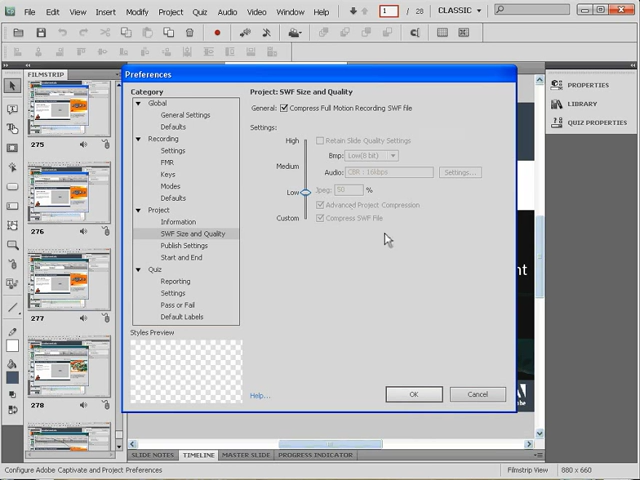 File Edit View Insert Modify Project Quiz Audio Video Window Help 1 / 28 CLASSIC
FILMSTRIP
275
276
277
278
Preferences
Category
Global
General Settings
Defaults
Recording
Settings
FMR
Keys
Modes
Defaults
Project
Information
SWF Size and Quality
Publish Settings
Start and End
Quiz
Reporting
Settings
Pass or Fail
Default Labels
Styles Preview
Project: SWF Size and Quality
General: Compress Full Motion Recording SWF file
Settings:
High
Medium
Low
Custom
Retain Slide Quality Settings
Bmp: Low(8 bit)
Audio: CBR : 16kbps Settings...
Jpeg: 50 %
Advanced Project Compression
Compress SWF File
Help...
OK Cancel
PROPERTIES
LIBRARY
QUIZ PROPERTIES
nt
SLIDE NOTES TIMELINE MASTER SLIDE PROGRESS INDICATOR
Configure Adobe Captivate and Project Preferences Filmstrip View 880 x 660